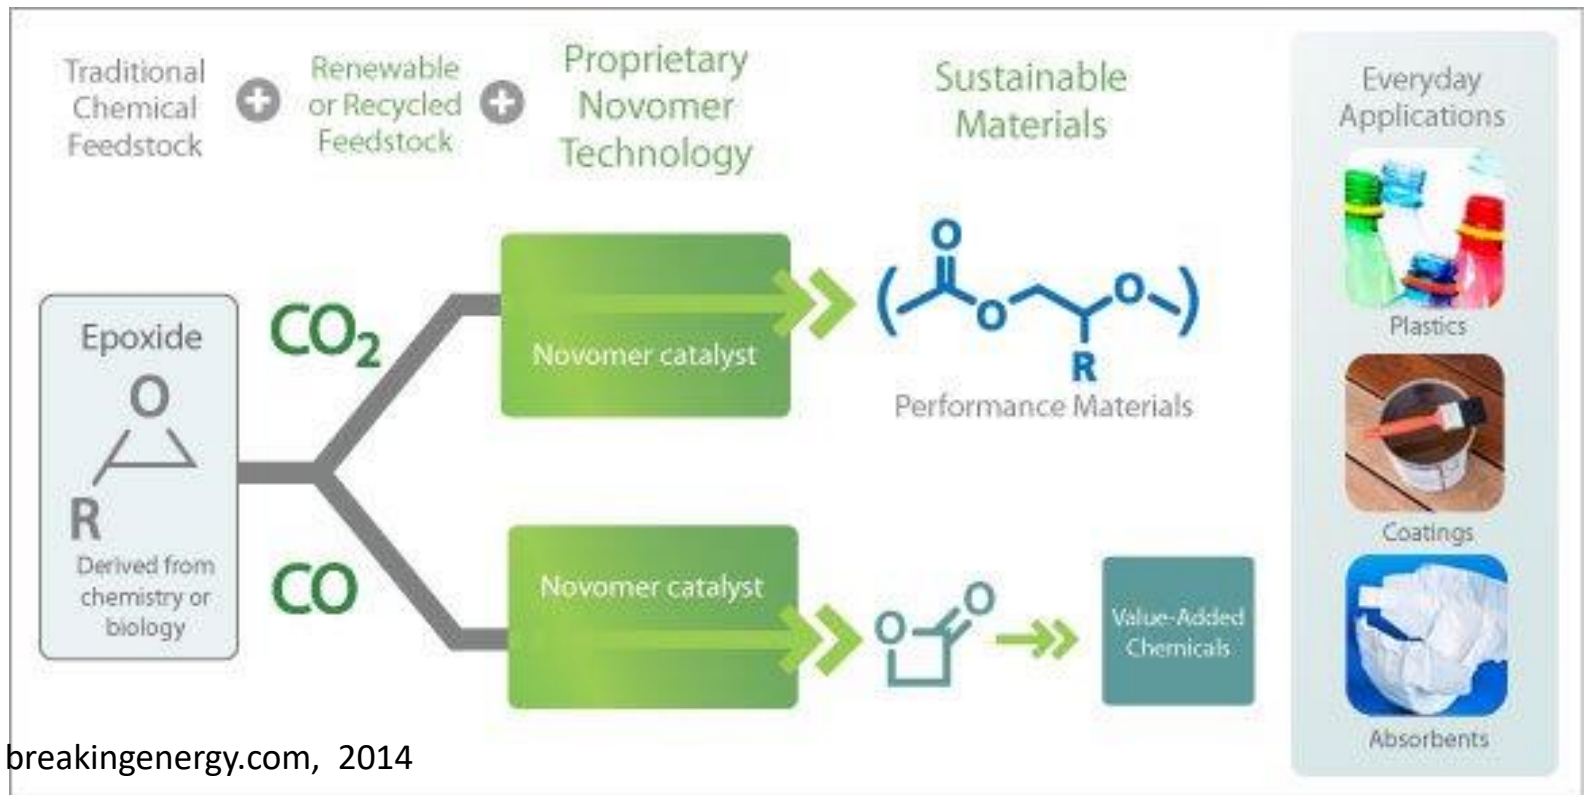 Traditional
Chemical
Feedstock
Renewable
or Recycled
Feedstock
Proprietary
Novomer
Technology
Sustainable
Materials
Everyday
Applications
Epoxide
O
R
Derived from
chemistry or
biology
CO₂
Novomer catalyst
O
O
O
R
Performance Materials
CO
Novomer catalyst
O
O
Value-Added
Chemicals
Plastics
Coatings
Absorbents
breakingenergy.com, 2014